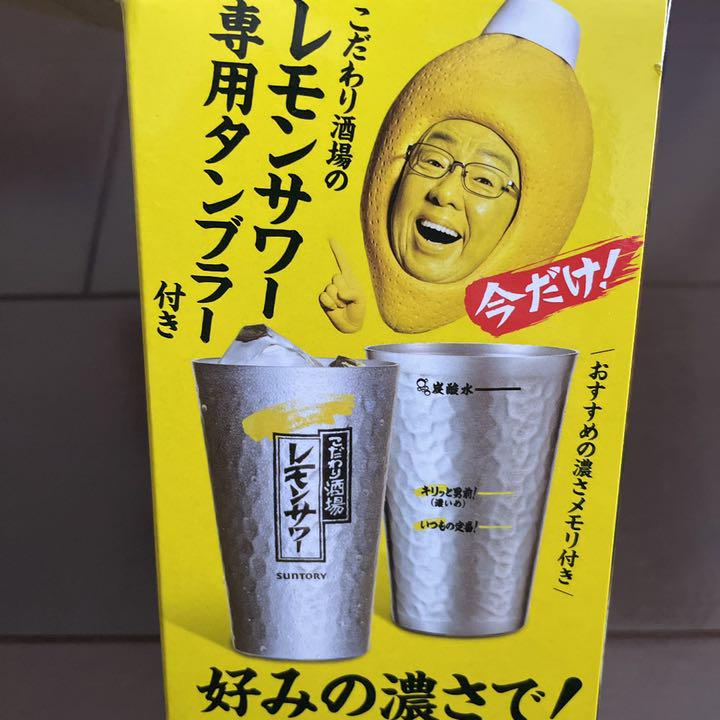 こだわり酒場の
レモンサワー
専用タンブラー
付き
今だけ!
おすすめの濃さメモリ付き
こだわり酒場
レモンサワー
SUNTORY
炭酸水
キリッと男前!
(濃いめ)
いつもの定番!
好みの濃さで!